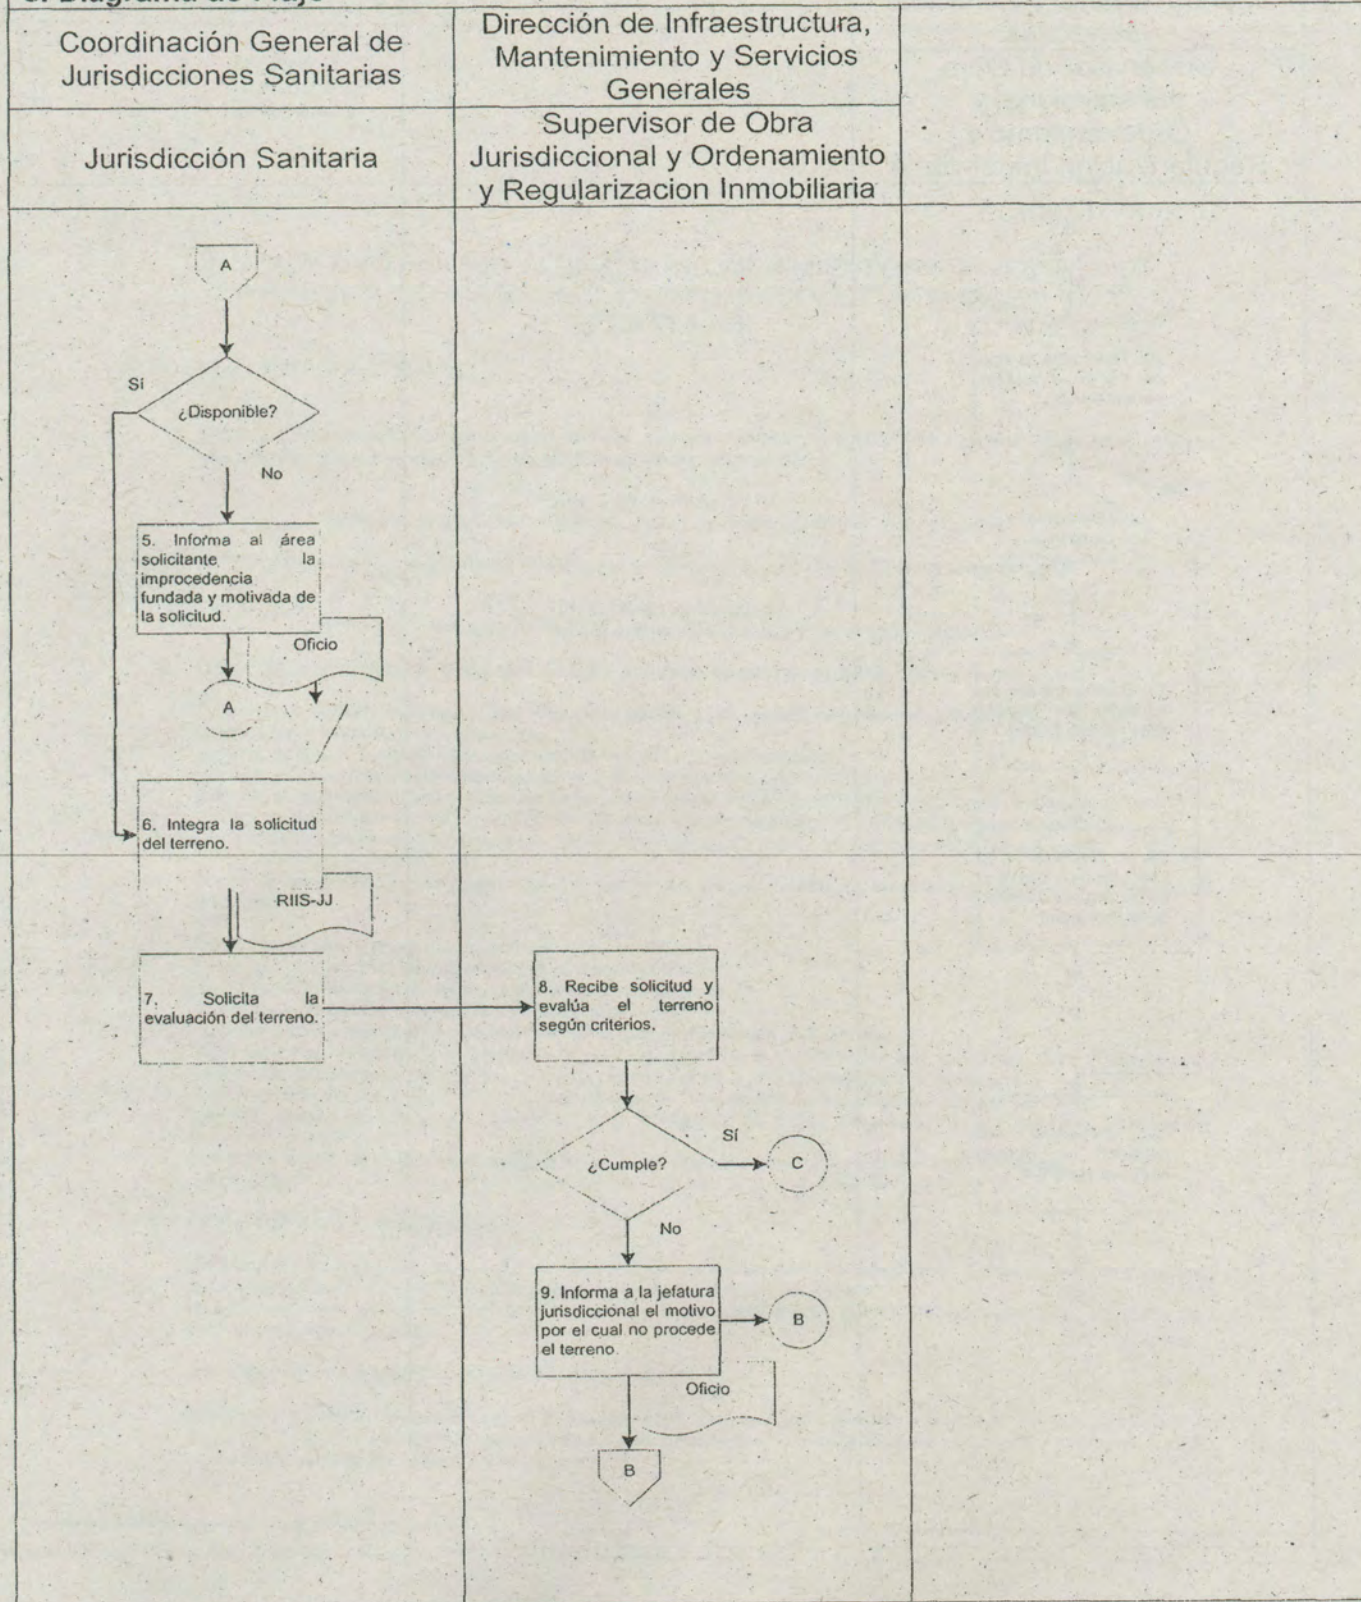 Coordinación General de
Jurisdicciones Sanitarias
Dirección de Infraestructura,
Mantenimiento y Servicios
Generales
Jurisdicción Sanitaria
Supervisor de Obra
Jurisdiccional y Ordenamiento
y Regularizacion Inmobiliaria
A
Sí
¿Disponible?
No
5. Informa al área
solicitante la
improcedencia
fundada y motivada de
la solicitud.
Oficio
A
6. Integra la solicitud
del terreno.
RIIS-JJ
7. Solicita la
evaluación del terreno.
8. Recibe solicitud y
evalúa el terreno
según criterios.
¿Cumple?
Sí
C
No
9. Informa a la jefatura
jurisdiccional el motivo
por el cual no procede
el terreno.
B
Oficio
B